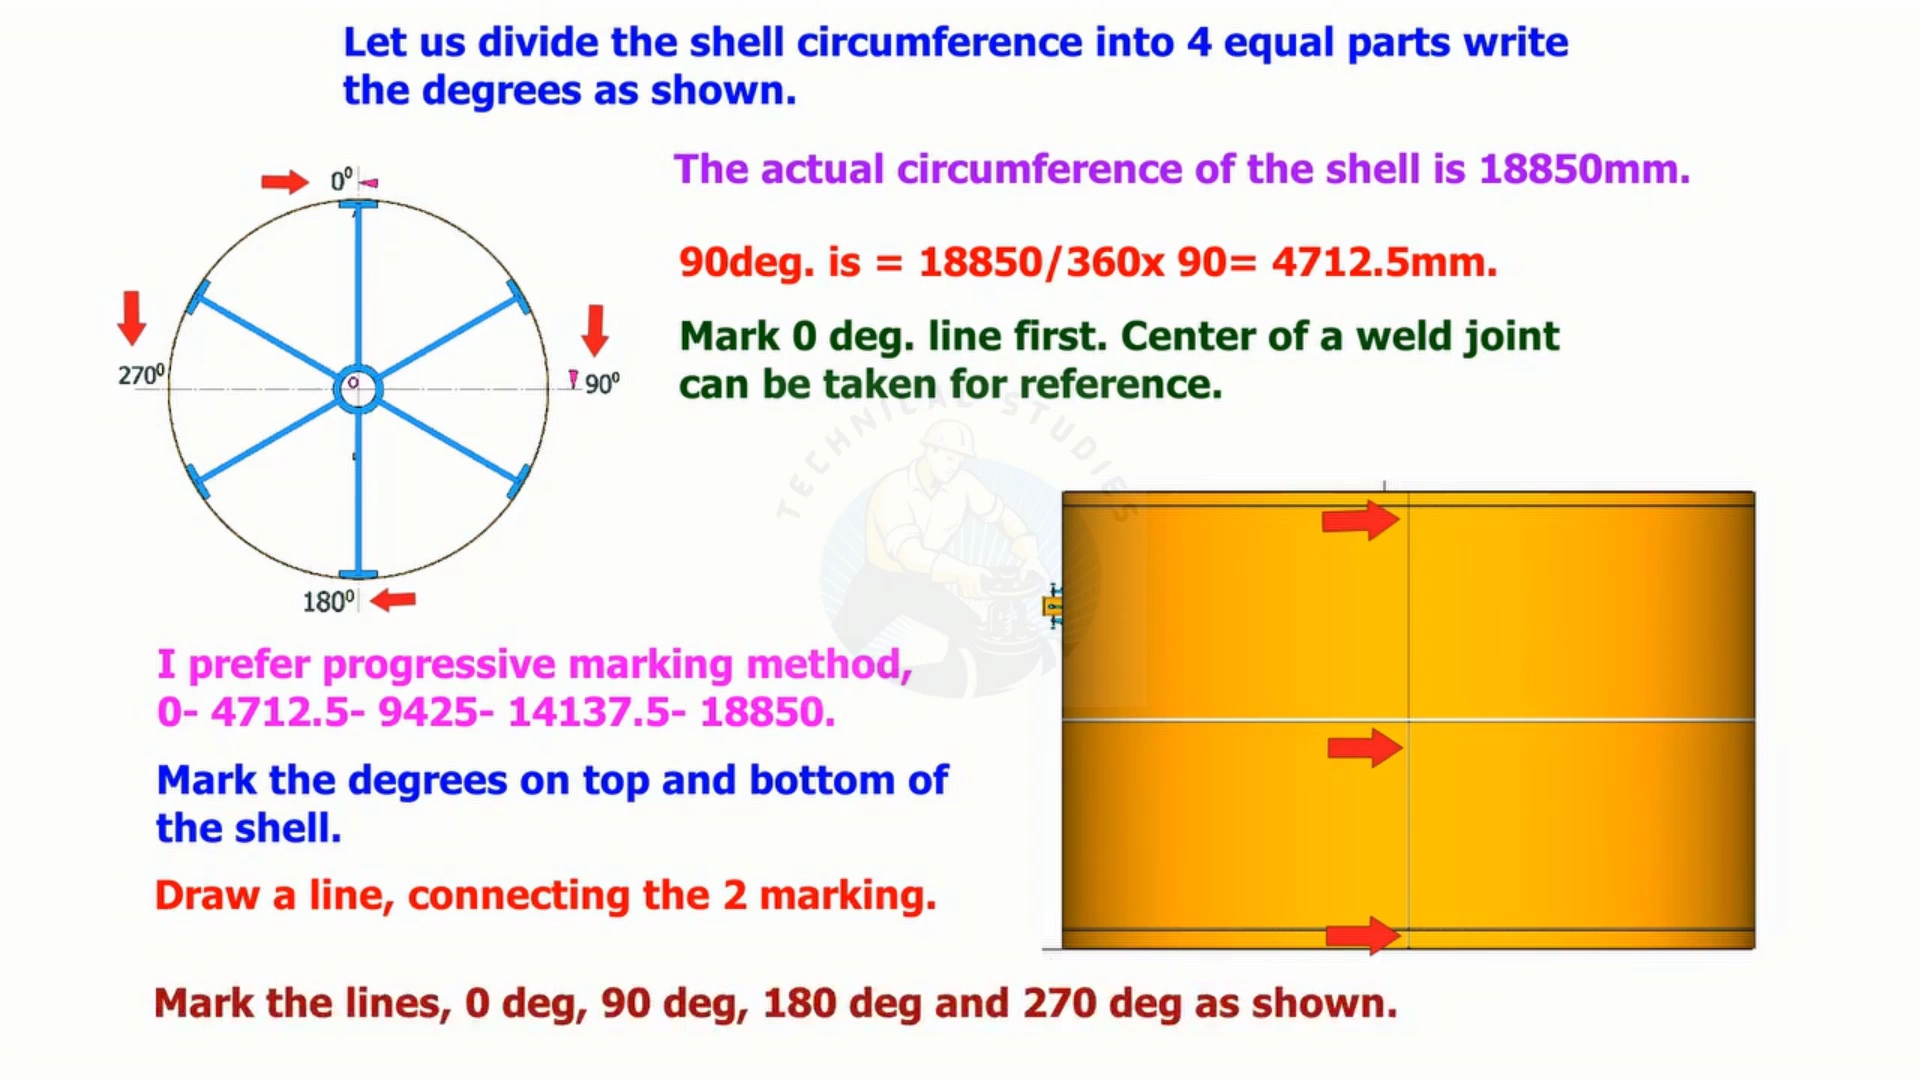 Let us divide the shell circumference into 4 equal parts write
the degrees as shown.
The actual circumference of the shell is 18850mm.
0⁰
90deg. is = 18850/360x 90= 4712.5mm.
Mark 0 deg. line first. Center of a weld joint
can be taken for reference.
270⁰
O
90⁰
TECHNICAL STUDIES
180⁰
I prefer progressive marking method,
0- 4712.5- 9425- 14137.5- 18850.
Mark the degrees on top and bottom of
the shell.
Draw a line, connecting the 2 marking.
Mark the lines, 0 deg, 90 deg, 180 deg and 270 deg as shown.